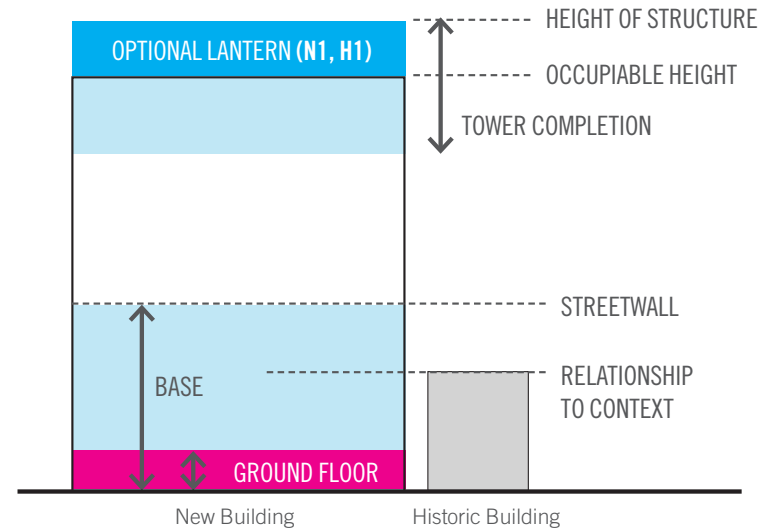 HEIGHT OF STRUCTURE
OPTIONAL LANTERN (N1, H1)
OCCUPIABLE HEIGHT
TOWER COMPLETION
STREETWALL
BASE
RELATIONSHIP
TO CONTEXT
GROUND FLOOR
New Building
Historic Building